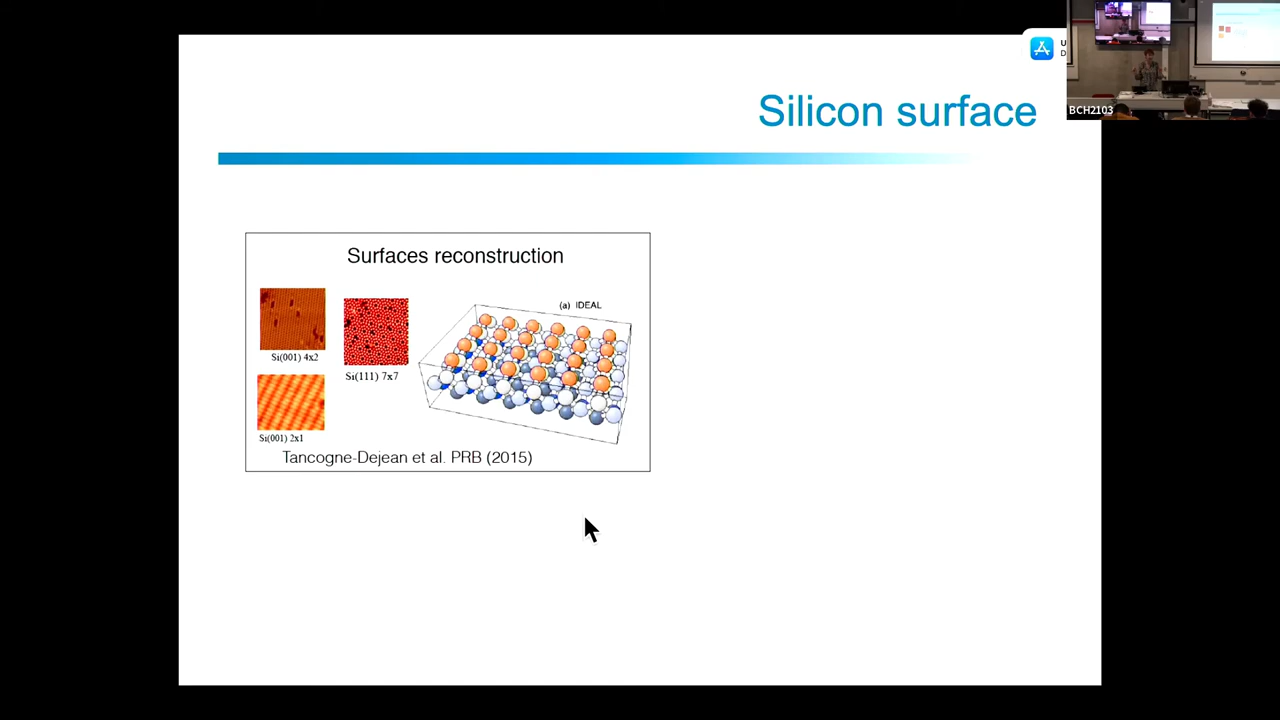 Silicon surface
BCH2103
Surfaces reconstruction
(a) IDEAL
Si(001) 4x2
Si(111) 7x7
Si(001) 2x1
Tancogne-Dejean et al. PRB (2015)